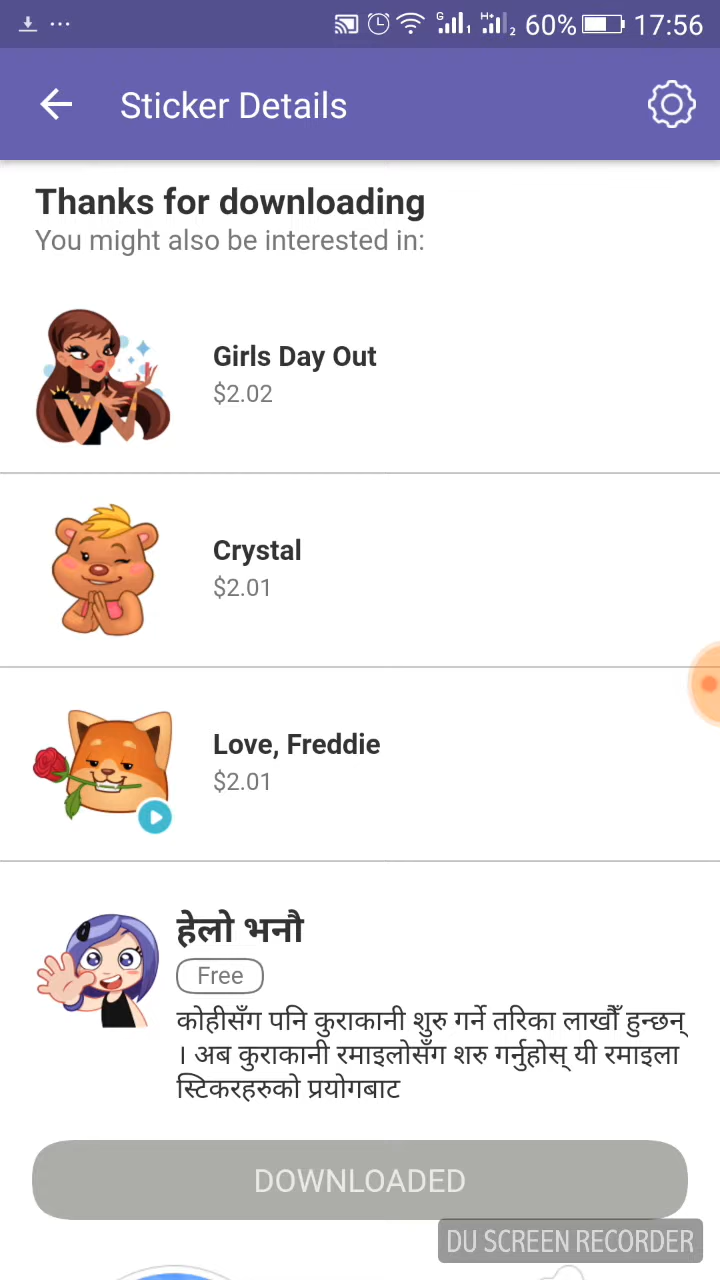 60% 17:56
Sticker Details
Thanks for downloading
You might also be interested in:
Girls Day Out
$2.02
Crystal
$2.01
Love, Freddie
$2.01
हेलो भनौ
Free
कोहीसँग पनि कुराकानी शुरु गर्ने तरिका लाखौँ हुन्छन्
। अब कुराकानी रमाइलोसँग शरु गर्नुहोस् यी रमाइला
स्टिकरहरुको प्रयोगबाट
DOWNLOADED
DU SCREEN RECORDER